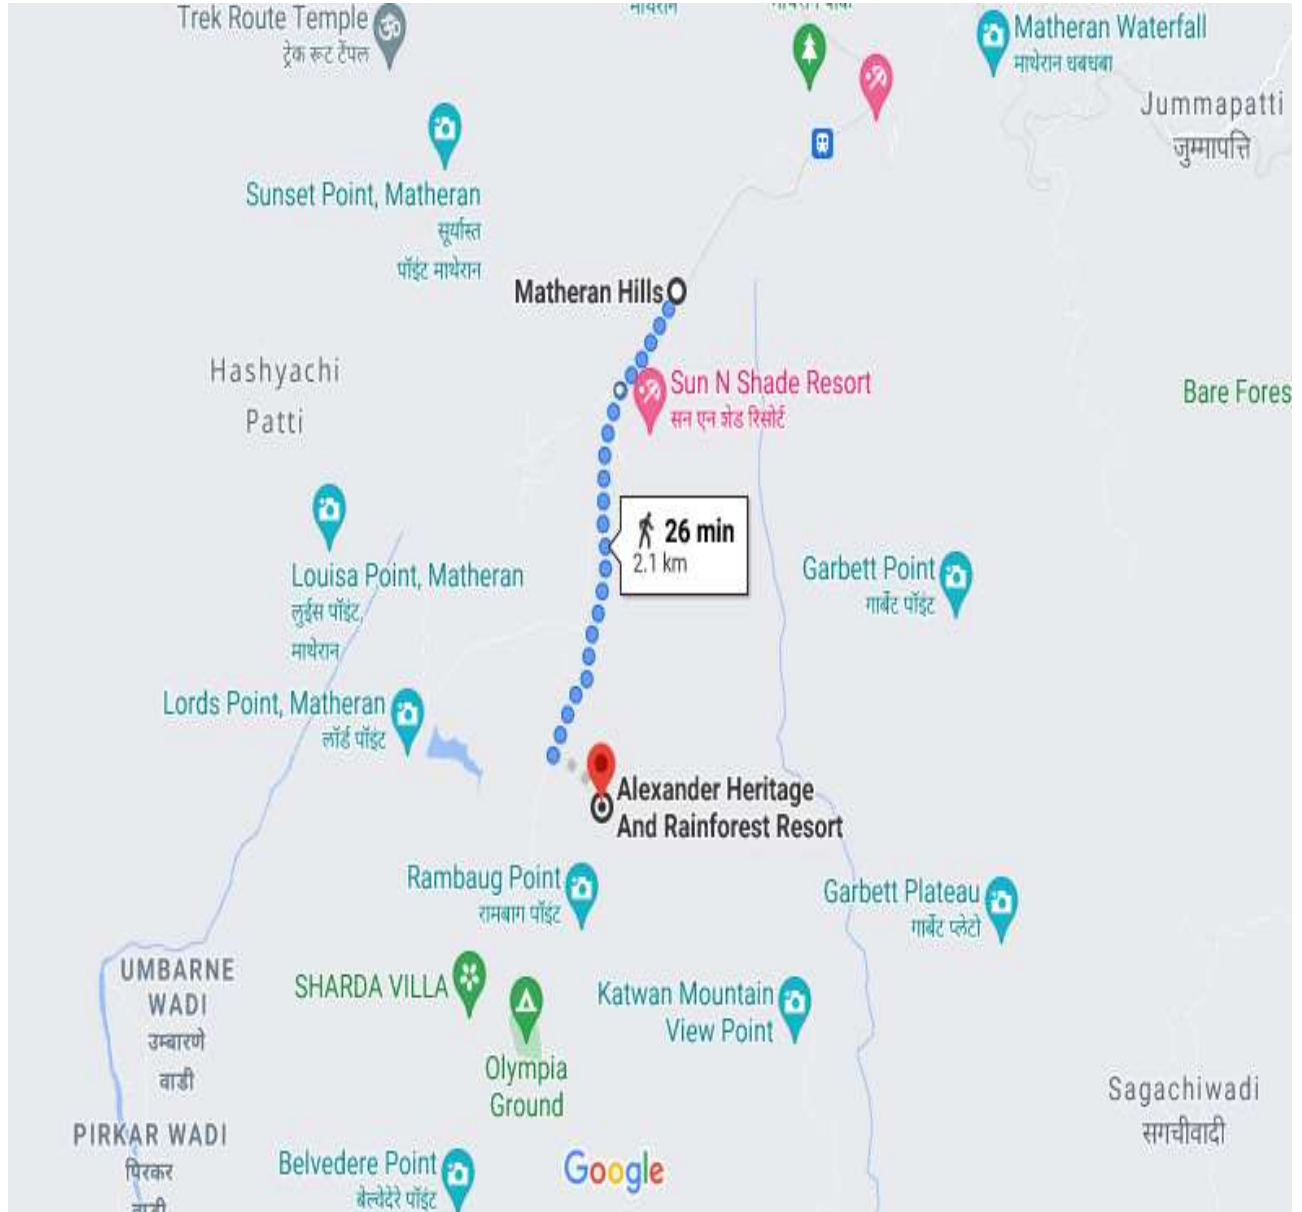 Trek Route Temple
ट्रेक रूट टेंपल
माथेरान
Matheran Waterfall
माथेरान धबधबा
Jummapatti
जुम्मापत्ति
Sunset Point, Matheran
सूर्यास्त
पॉइंट माथेरान
Matheran Hills
Hashyachi
Patti
Sun N Shade Resort
सन एन शेड रिसोर्ट
Bare Fores
26 min
2.1 km
Louisa Point, Matheran
लुईस पॉइंट,
माथेरान
Garbett Point
गार्बेट पॉइंट
Lords Point, Matheran
लॉर्ड पॉइंट
Alexander Heritage
And Rainforest Resort
Rambaug Point
रामबाग पॉइंट
Garbett Plateau
गार्बेट प्लेटो
UMBARNE
WADI
उम्बारणे
वाडी
SHARDA VILLA
Katwan Mountain
View Point
Olympia
Ground
Sagachiwadi
सगचीवादी
PIRKAR WADI
पिरकर
वाडी
Belvedere Point
बेल्वेदेरे पॉइंट
Google